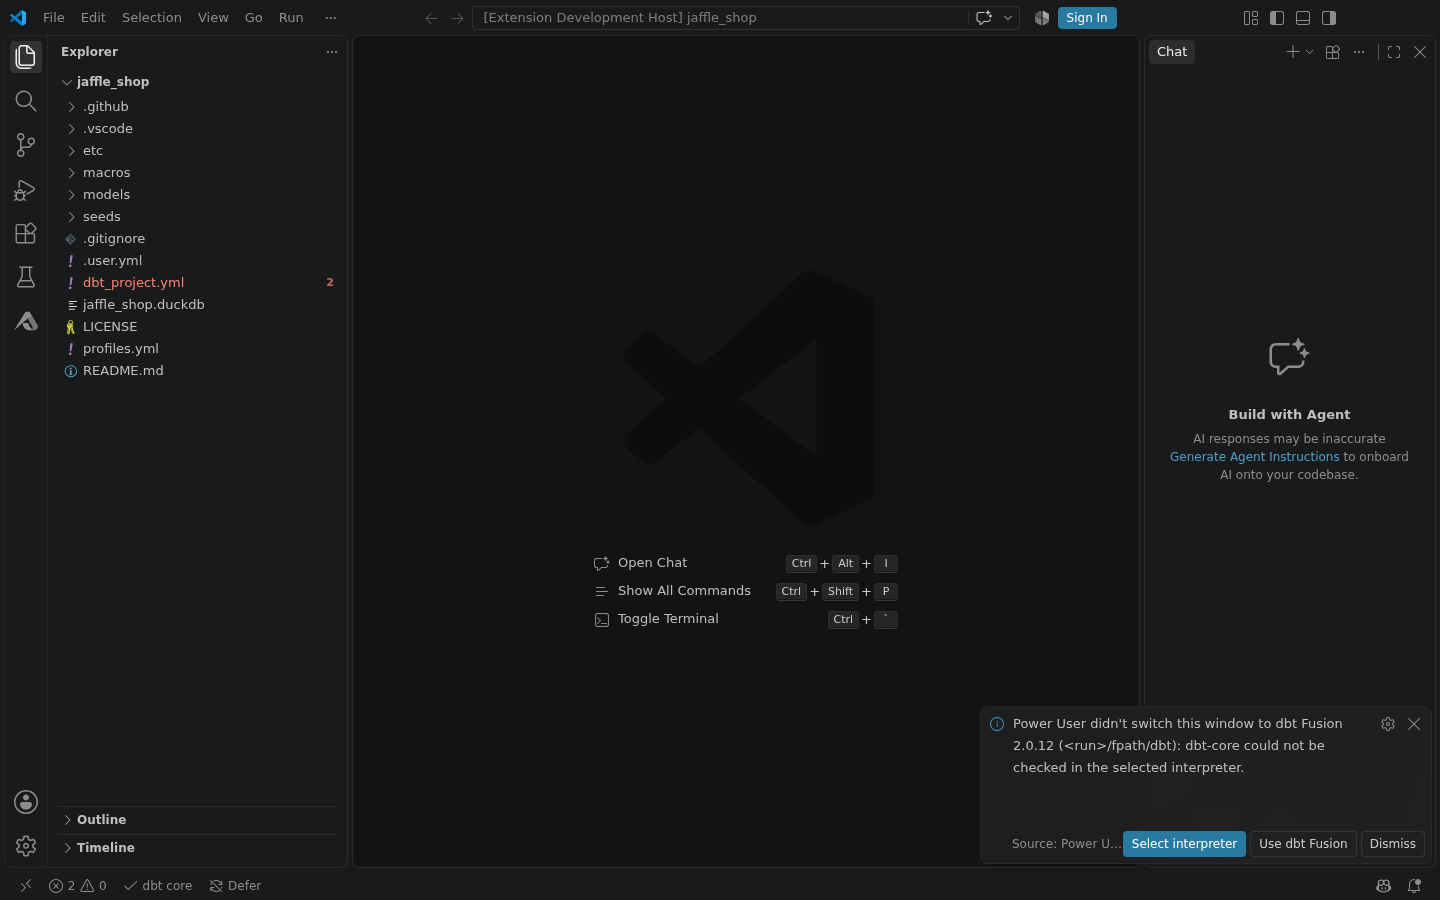 File Edit Selection View Go Run ···
[Extension Development Host] jaffle_shop
Sign In
Explorer
jaffle_shop
.github
.vscode
etc
macros
models
seeds
.gitignore
.user.yml
dbt_project.yml 2
jaffle_shop.duckdb
LICENSE
profiles.yml
README.md
Outline
Timeline
Open Chat Ctrl + Alt + I
Show All Commands Ctrl + Shift + P
Toggle Terminal Ctrl + `
Chat
Build with Agent
AI responses may be inaccurate
Generate Agent Instructions to onboard
AI onto your codebase.
Power User didn't switch this window to dbt Fusion
2.0.12 (<run>/fpath/dbt): dbt-core could not be
checked in the selected interpreter.
Source: Power U... Select interpreter Use dbt Fusion Dismiss
2 0 dbt core Defer